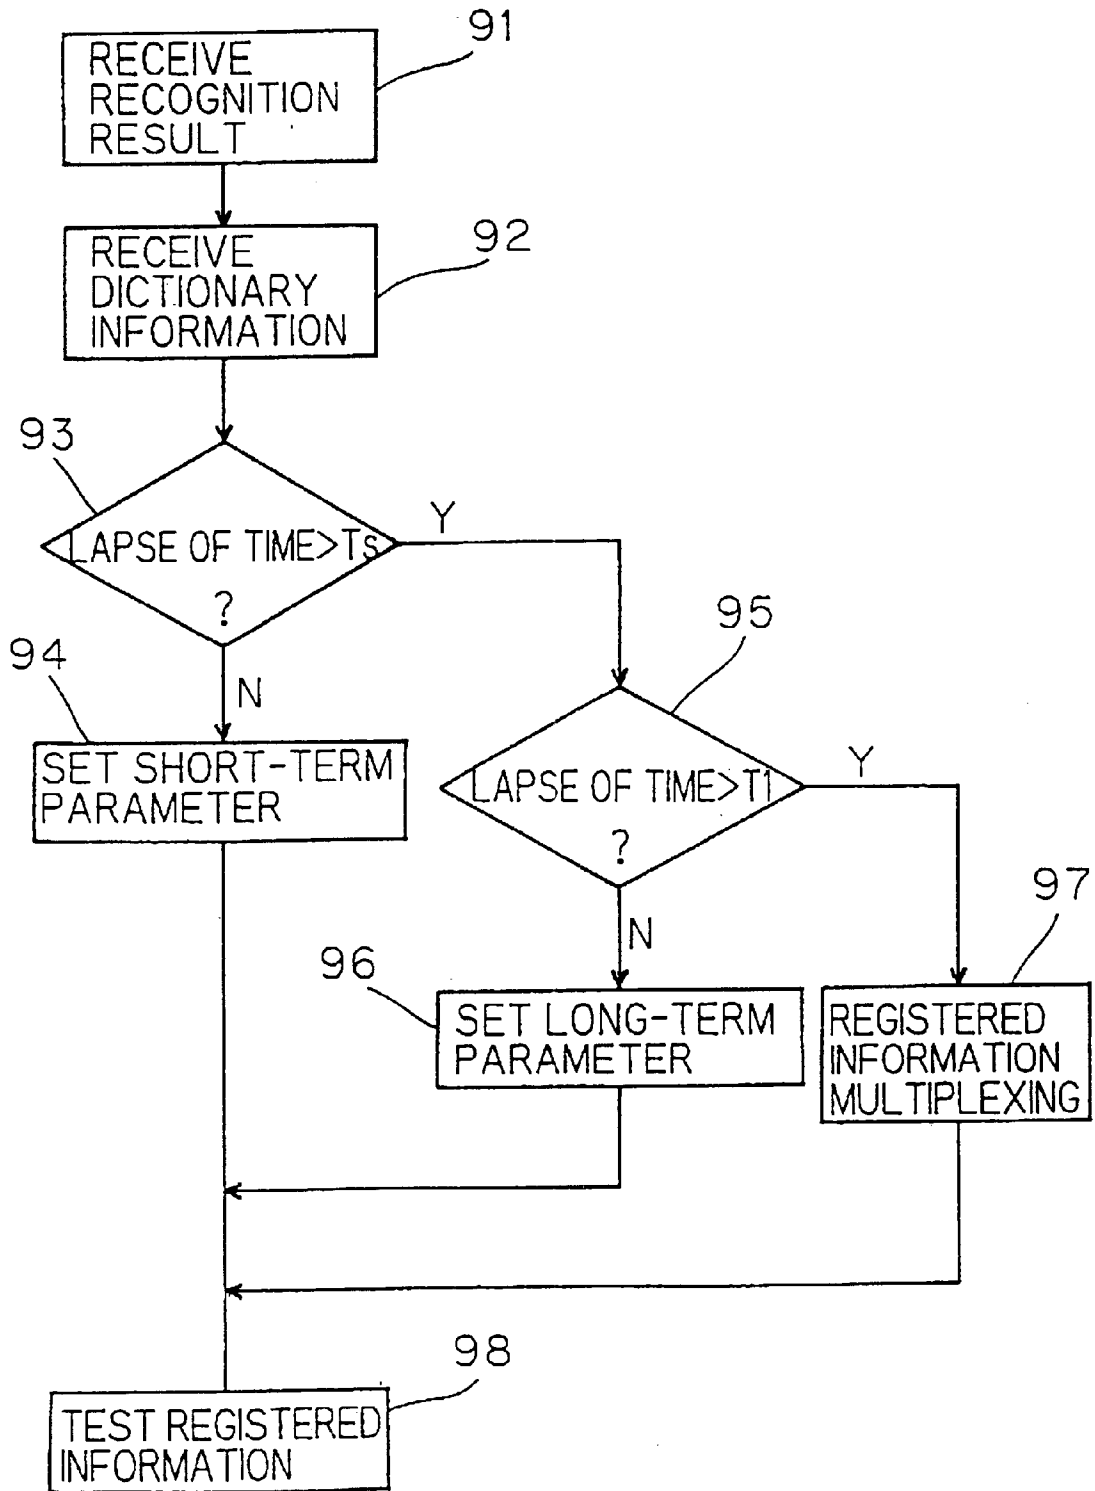 91
RECEIVE
RECOGNITION
RESULT
92
RECEIVE
DICTIONARY
INFORMATION
93
LAPSE OF TIME>Ts
?
Y
N
94
SET SHORT-TERM
PARAMETER
95
LAPSE OF TIME>T1
?
Y
N
96
SET LONG-TERM
PARAMETER
97
REGISTERED
INFORMATION
MULTIPLEXING
98
TEST REGISTERED
INFORMATION